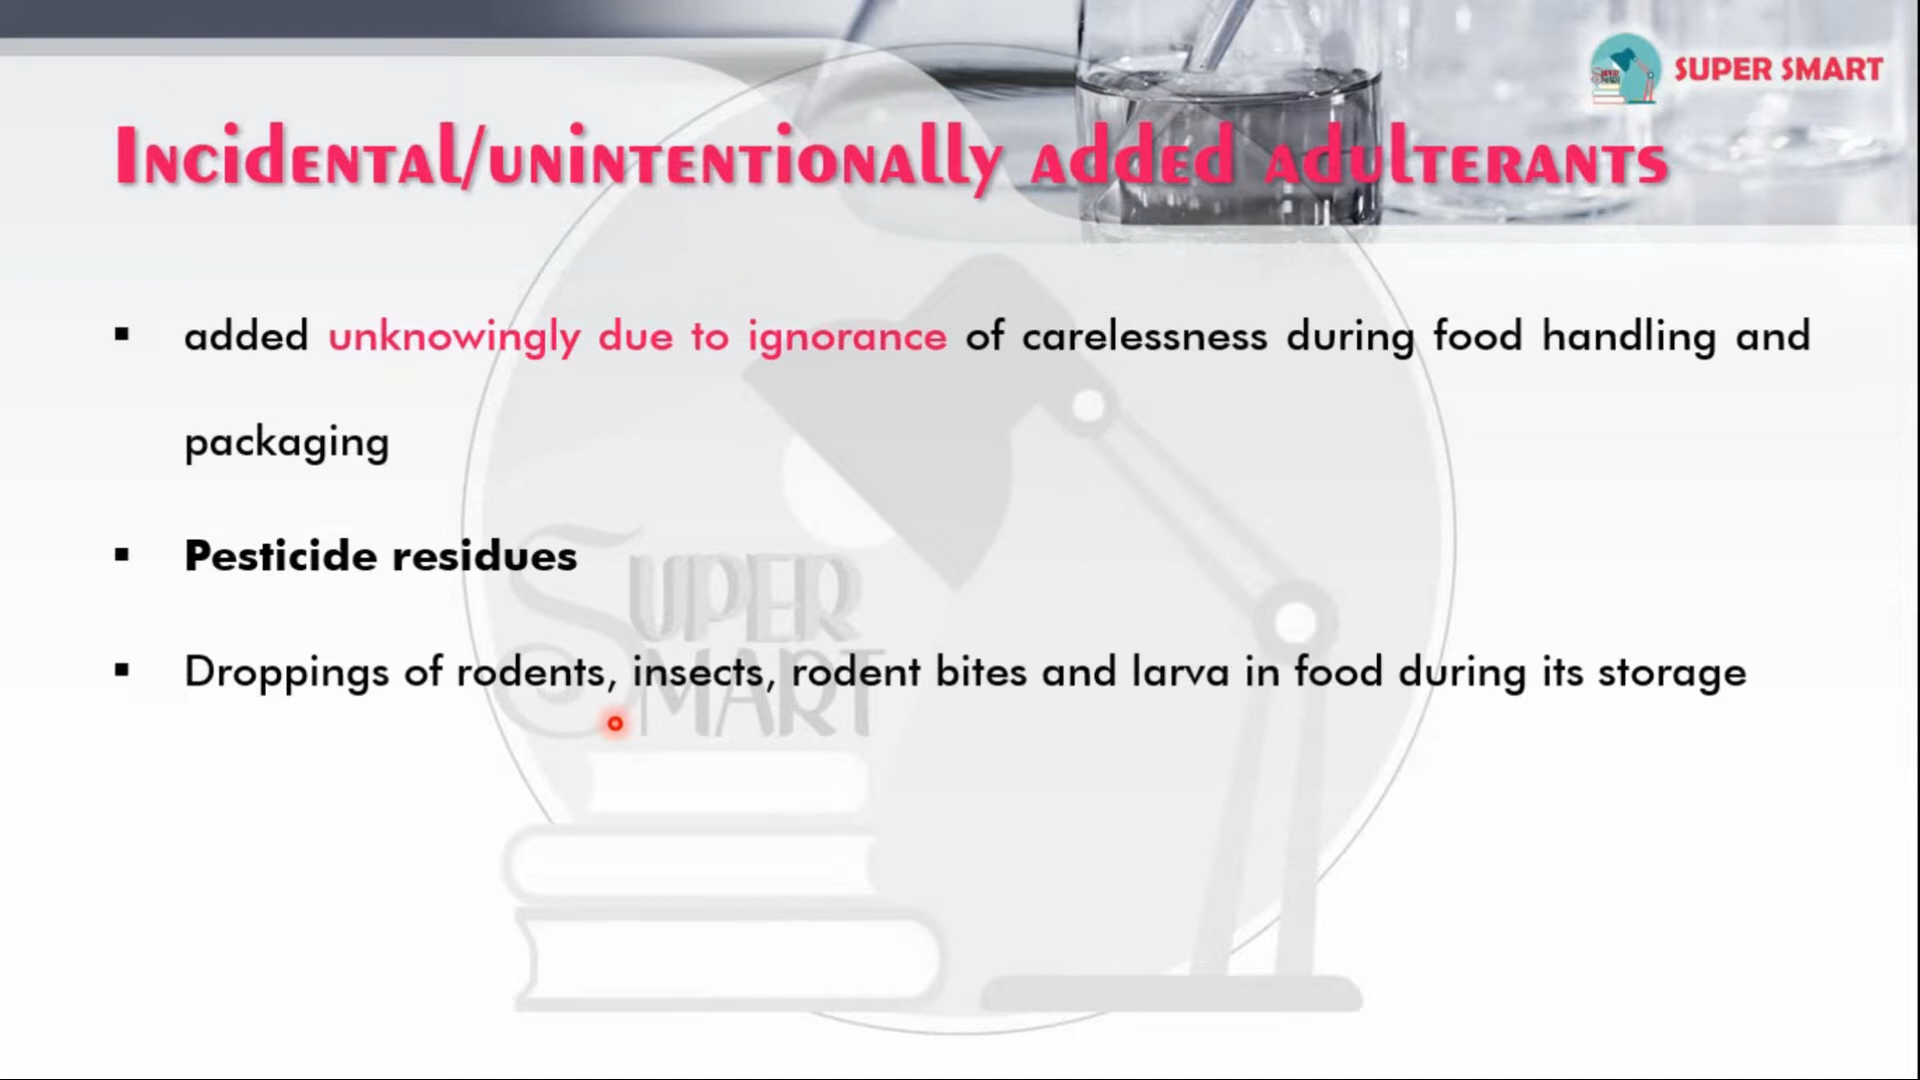 SUPER SMART
Incidental/unintentionally added adulterants
▪ added unknowingly due to ignorance of carelessness during food handling and
packaging
▪ Pesticide residues
▪ Droppings of rodents, insects, rodent bites and larva in food during its storage
SUPER
SMART